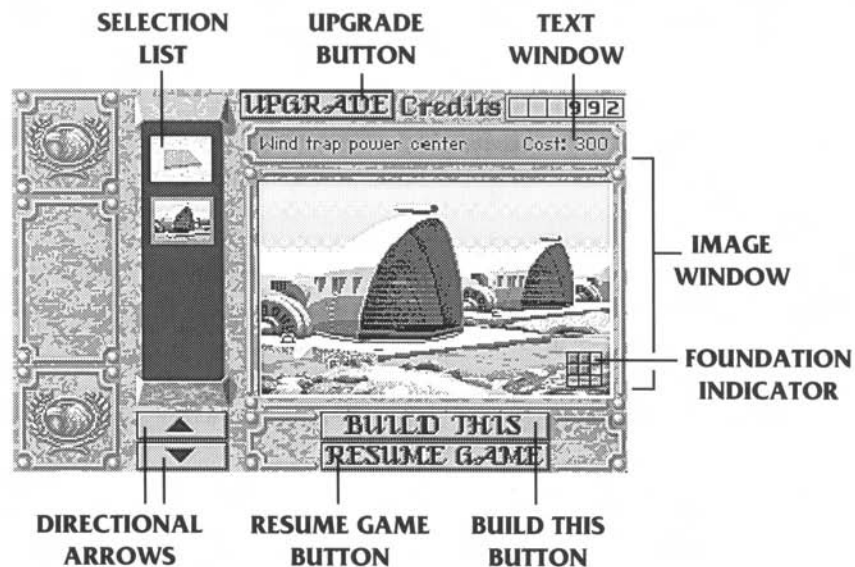 SELECTION
LIST
UPGRADE
BUTTON
TEXT
WINDOW
UPGRADE Credits 992
Wind trap power center Cost: 300
IMAGE
WINDOW
FOUNDATION
INDICATOR
BUILD THIS
RESUME GAME
DIRECTIONAL
ARROWS
RESUME GAME
BUTTON
BUILD THIS
BUTTON